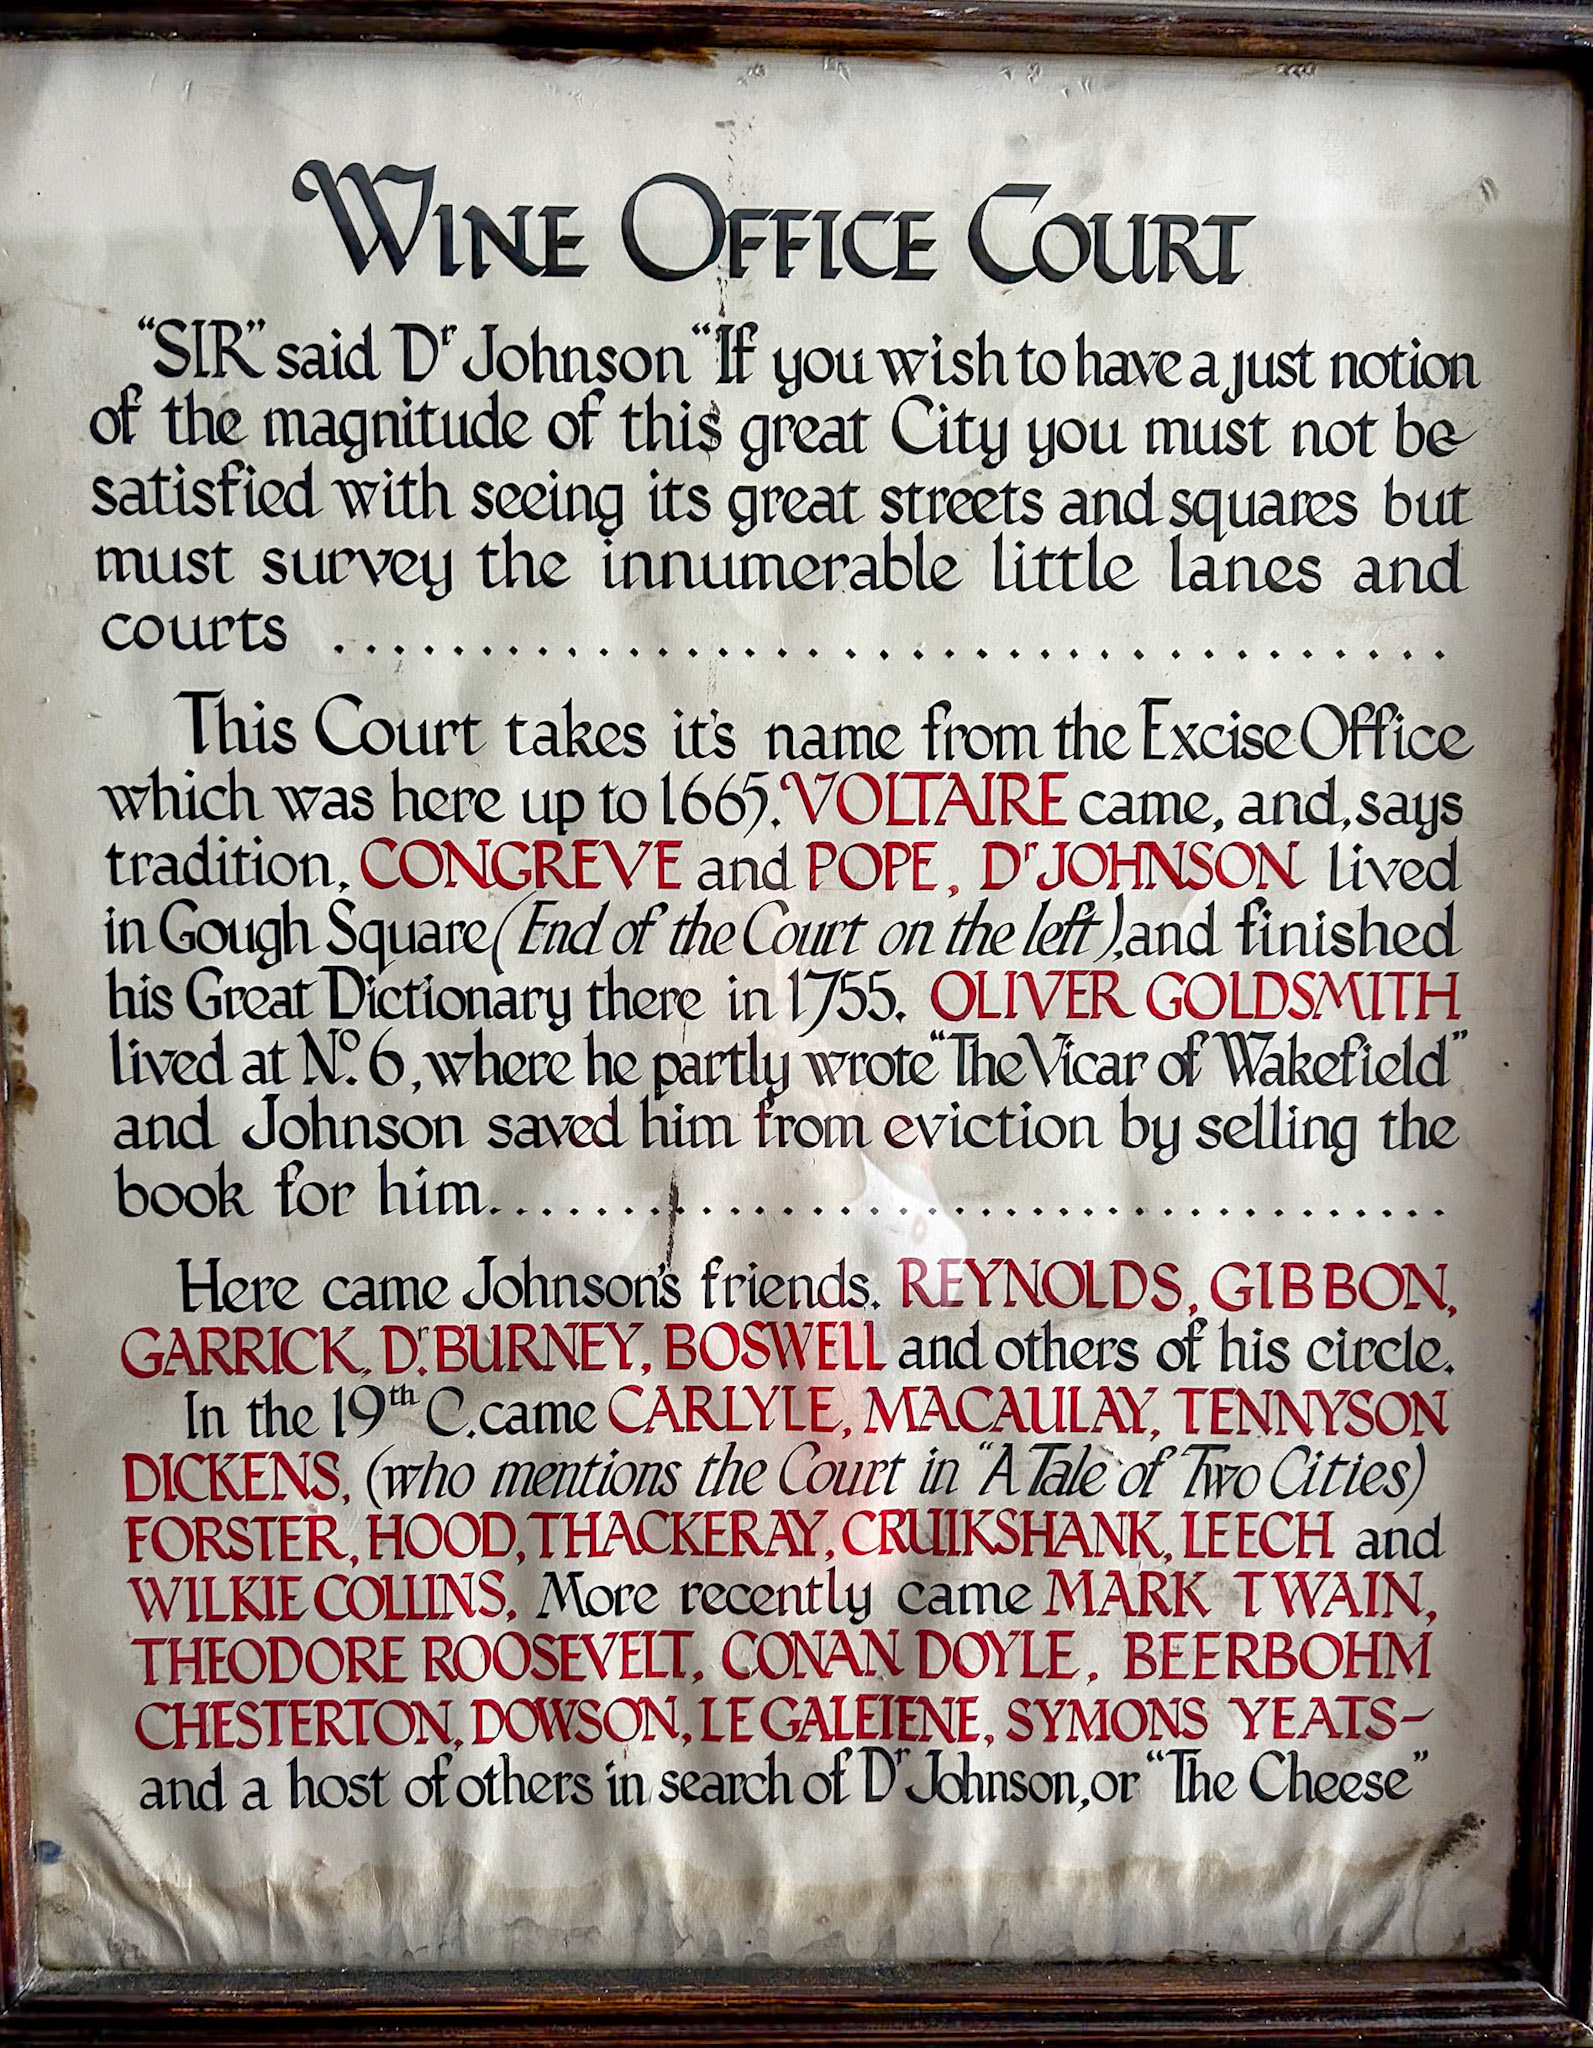 WINE OFFICE COURT
"SIR" said Dr Johnson "If you wish to have a just notion
of the magnitude of this great City you must not be
satisfied with seeing its great streets and squares but
must survey the innumerable little lanes and
courts ........................................
This Court takes it's name from the Excise Office
which was here up to 1665. VOLTAIRE came, and, says
tradition, CONGREVE and POPE, Dr JOHNSON lived
in Gough Square (End of the Court on the left), and finished
his Great Dictionary there in 1755. OLIVER GOLDSMITH
lived at No. 6, where he partly wrote "The Vicar of Wakefield"
and Johnson saved him from eviction by selling the
book for him..................................
Here came Johnson's friends. REYNOLDS, GIBBON,
GARRICK, Dr. BURNEY, BOSWELL and others of his circle.
In the 19th C. came CARLYLE, MACAULAY, TENNYSON
DICKENS, (who mentions the Court in "A Tale of Two Cities)
FORSTER, HOOD, THACKERAY, CRUIKSHANK, LEECH and
WILKIE COLLINS. More recently came MARK TWAIN,
THEODORE ROOSEVELT, CONAN DOYLE, BEERBOHM
CHESTERTON, DOWSON, LE GALEIENE, SYMONS YEATS-
and a host of others in search of Dr Johnson, or "The Cheese"